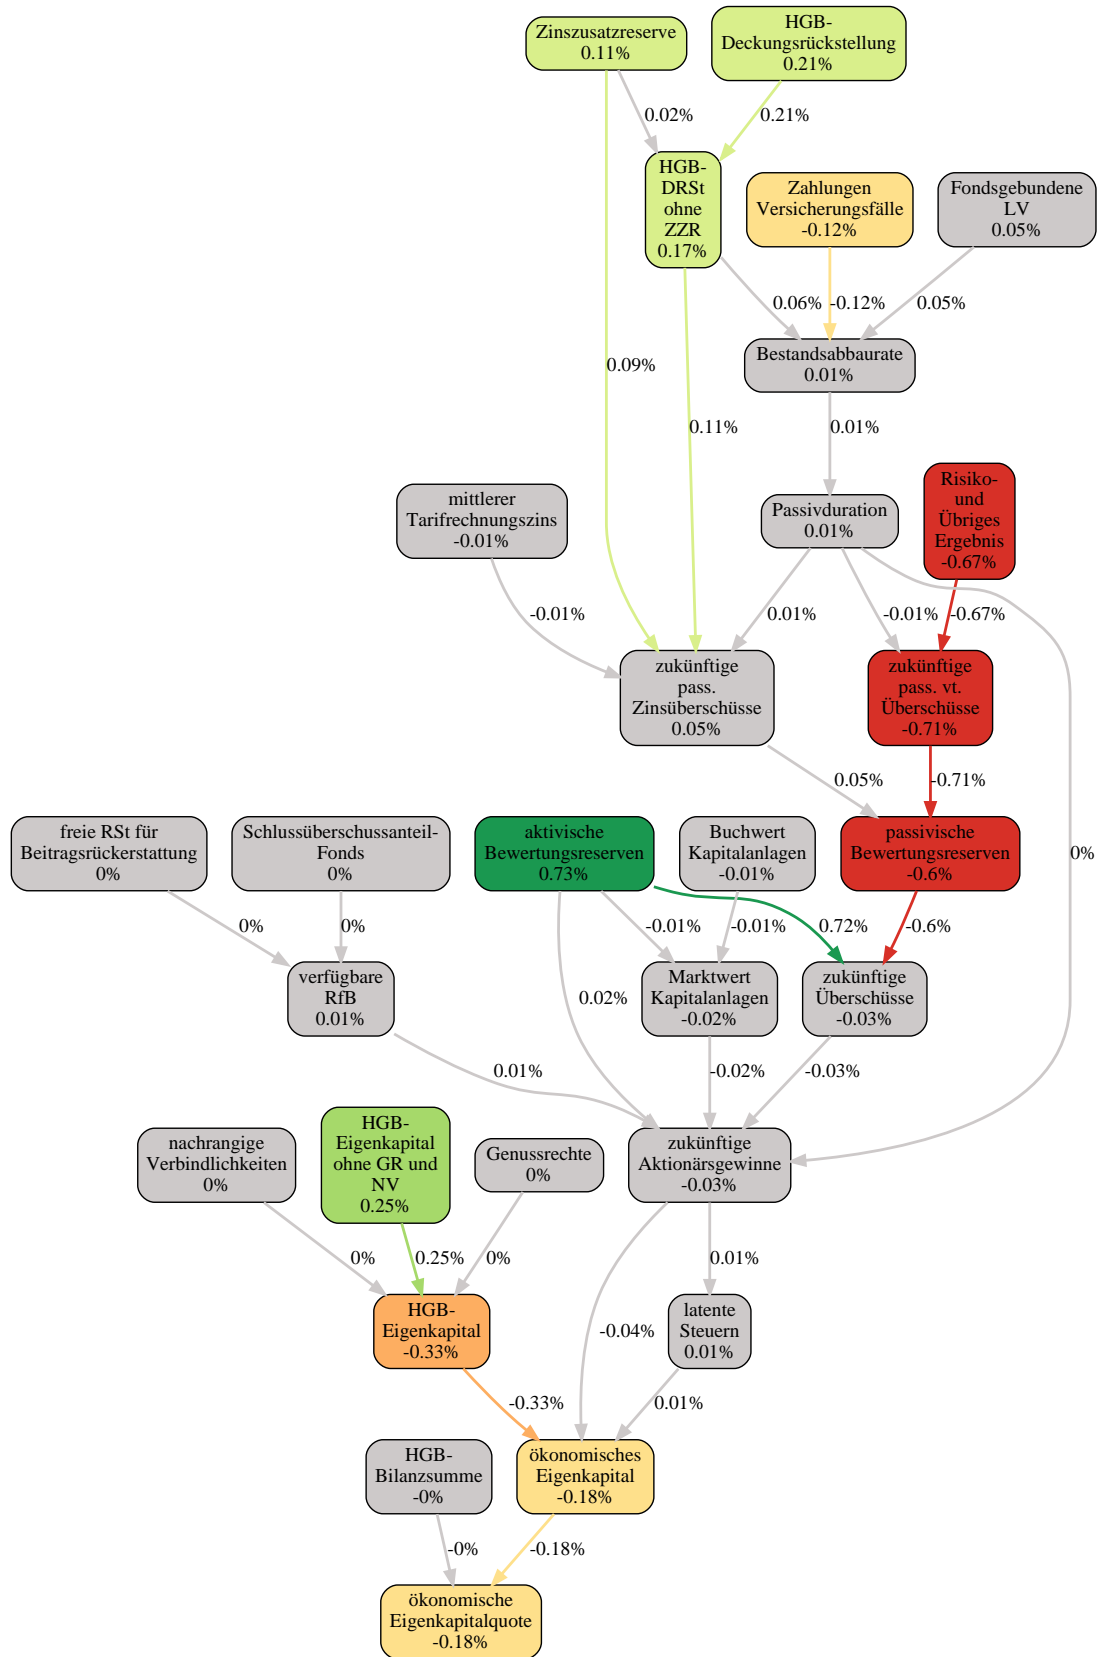 Zinszusatzreserve
0.11%
HGB-
Deckungsrückstellung
0.21%
0.02%
0.21%
HGB-
DRSt
ohne
ZZR
0.17%
Zahlungen
Versicherungsfälle
-0.12%
Fondsgebundene
LV
0.05%
0.06%
-0.12%
0.05%
Bestandsabbaurate
0.01%
0.09%
0.11%
0.01%
mittlerer
Tarifrechnungszins
-0.01%
Passivduration
0.01%
Risiko-
und
Übriges
Ergebnis
-0.67%
-0.01%
0.01%
-0.01%
-0.67%
zukünftige
pass.
Zinsüberschüsse
0.05%
zukünftige
pass. vt.
Überschüsse
-0.71%
0.05%
-0.71%
freie RSt für
Beitragsrückerstattung
0%
Schlussüberschussanteil-
Fonds
0%
aktivische
Bewertungsreserven
0.73%
Buchwert
Kapitalanlagen
-0.01%
passivische
Bewertungsreserven
-0.6%
0%
0%
0%
-0.01%
-0.01%
0.72%
-0.6%
verfügbare
RfB
0.01%
0.02%
Marktwert
Kapitalanlagen
-0.02%
zukünftige
Überschüsse
-0.03%
0.01%
-0.02%
-0.03%
nachrangige
Verbindlichkeiten
0%
HGB-
Eigenkapital
ohne GR und
NV
0.25%
Genussrechte
0%
zukünftige
Aktionärsgewinne
-0.03%
0%
0.25%
0%
0.01%
HGB-
Eigenkapital
-0.33%
-0.04%
latente
Steuern
0.01%
-0.33%
0.01%
HGB-
Bilanzsumme
-0%
ökonomisches
Eigenkapital
-0.18%
-0%
-0.18%
ökonomische
Eigenkapitalquote
-0.18%